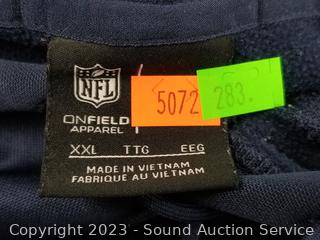 NFL
ONFIELD
APPAREL
5072
283.
XXL TTG EEG
MADE IN VIETNAM
FABRIQUÉ AU VIETNAM
Copyright 2023 - Sound Auction Service